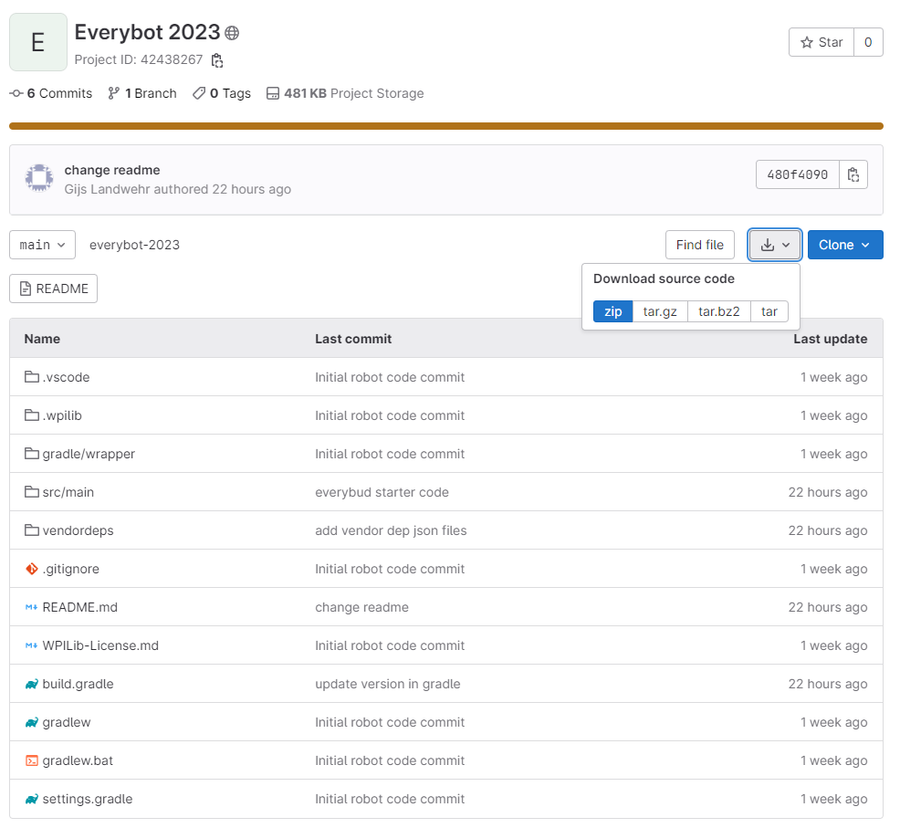 E
Everybot 2023
Project ID: 42438267
Star 0
6 Commits 1 Branch 0 Tags 481 KB Project Storage
change readme
Gijs Landwehr authored 22 hours ago
480f4090
main everybot-2023 Find file Clone
Download source code
zip tar.gz tar.bz2 tar
README
Name Last commit Last update
.vscode Initial robot code commit 1 week ago
.wpilib Initial robot code commit 1 week ago
gradle/wrapper Initial robot code commit 1 week ago
src/main everybud starter code 22 hours ago
vendordeps add vendor dep json files 22 hours ago
.gitignore Initial robot code commit 1 week ago
README.md change readme 22 hours ago
WPILib-License.md Initial robot code commit 1 week ago
build.gradle update version in gradle 22 hours ago
gradlew Initial robot code commit 1 week ago
gradlew.bat Initial robot code commit 1 week ago
settings.gradle Initial robot code commit 1 week ago